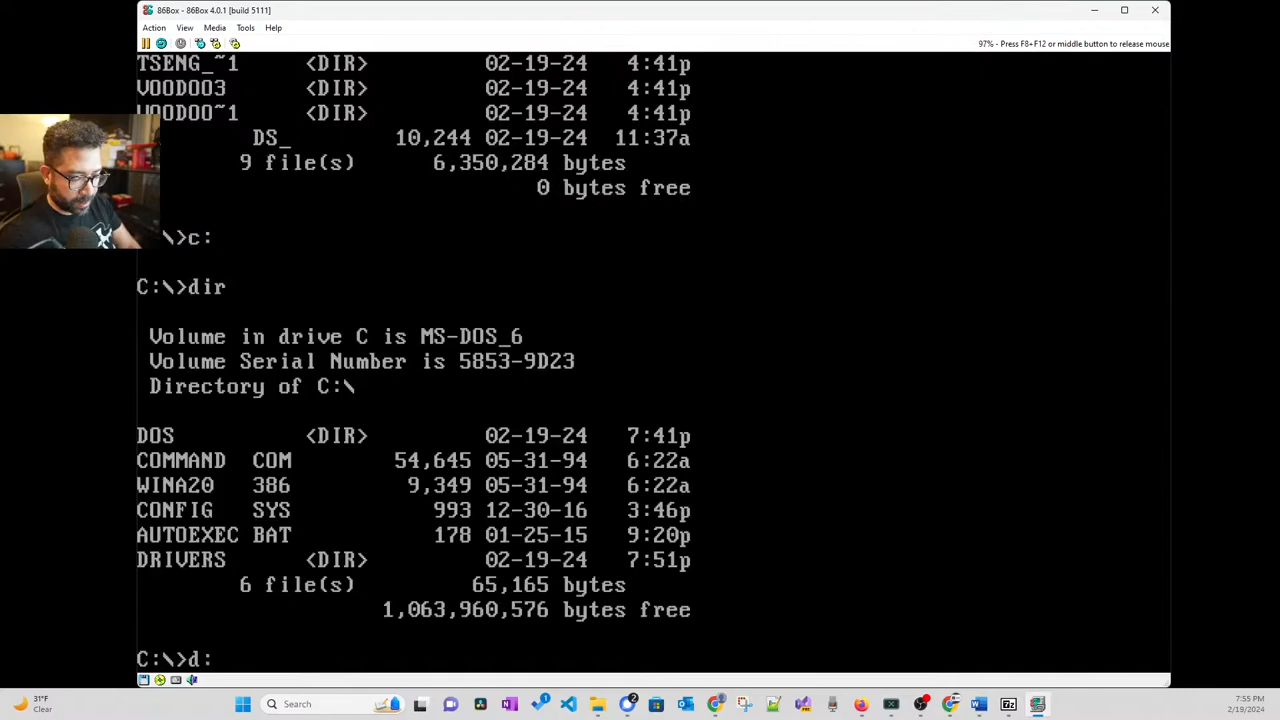 86Box - 86Box 4.0.1 [build 5111]
Action View Media Tools Help
97% - Press F8+F12 or middle button to release mouse
TSENG_~1 <DIR> 02-19-24 4:41p
VOODOO3 <DIR> 02-19-24 4:41p
VOODOO~1 <DIR> 02-19-24 4:41p
DS_ 10,244 02-19-24 11:37a
9 file(s) 6,350,284 bytes
0 bytes free
\>c:
C:\>dir
Volume in drive C is MS-DOS_6
Volume Serial Number is 5853-9D23
Directory of C:\
DOS <DIR> 02-19-24 7:41p
COMMAND COM 54,645 05-31-94 6:22a
WINA20 386 9,349 05-31-94 6:22a
CONFIG SYS 993 12-30-16 3:46p
AUTOEXEC BAT 178 01-25-15 9:20p
DRIVERS <DIR> 02-19-24 7:51p
6 file(s) 65,165 bytes
1,063,960,576 bytes free
C:\>d:
31°F
Clear
Search
1
2
7z
7:55 PM
2/19/2024